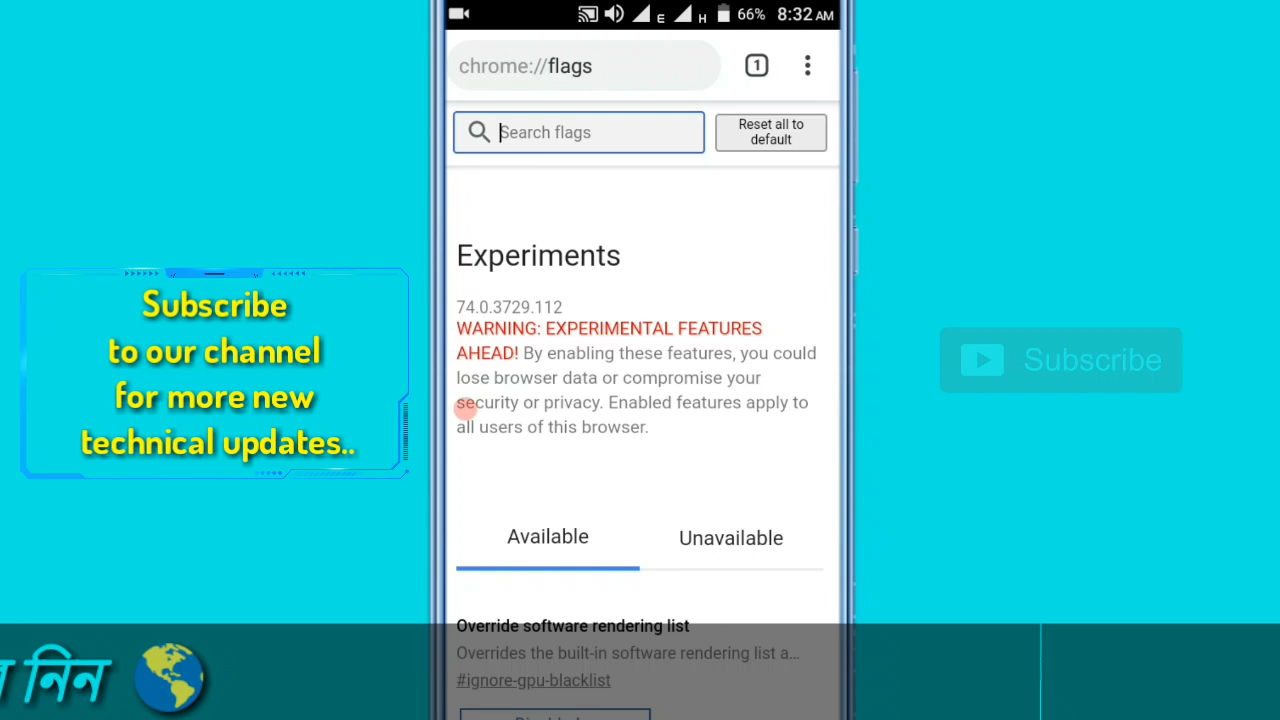 E H 66% 8:32 AM
chrome://flags 1
Search flags
Reset all to
default
Experiments
74.0.3729.112
WARNING: EXPERIMENTAL FEATURES
AHEAD! By enabling these features, you could
lose browser data or compromise your
security or privacy. Enabled features apply to
all users of this browser.
Available Unavailable
Override software rendering list
Overrides the built-in software rendering list a...
#ignore-gpu-blacklist
Subscribe
to our channel
for more new
technical updates..
Subscribe
নিন